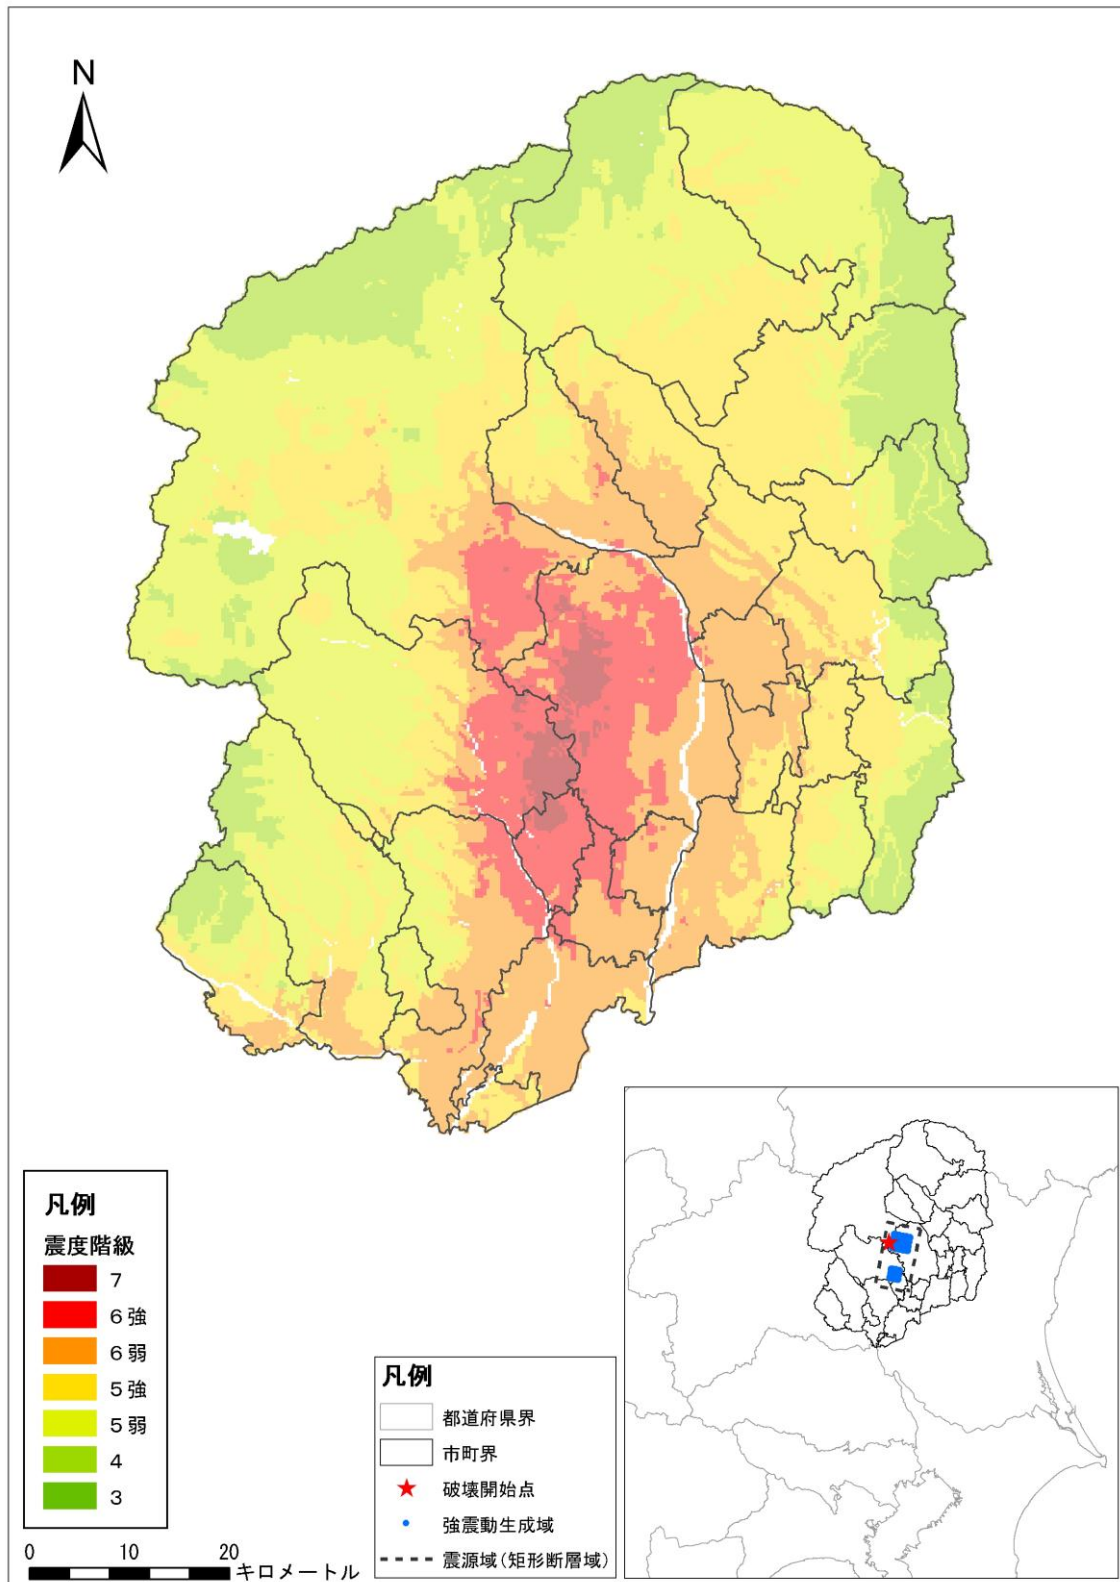 N
凡例
震度階級
7
6強
6弱
5強
5弱
4
3
0 10 20
キロメートル
凡例
都道府県界
市町界
破壊開始点
強震動生成域
震源域(矩形断層域)